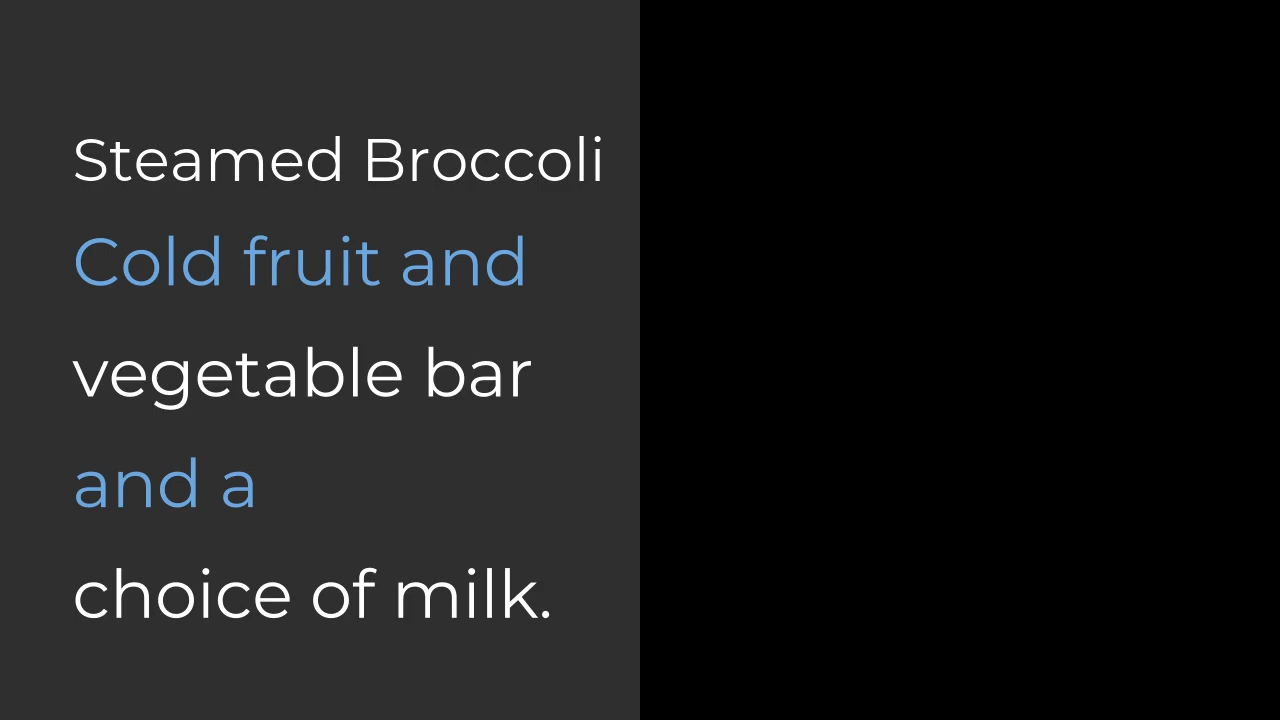 Steamed Broccoli
Cold fruit and
vegetable bar
and a
choice of milk.